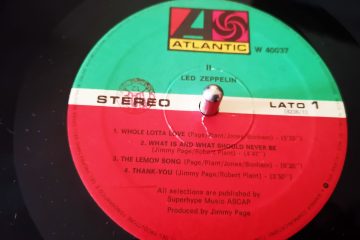 ATLANTIC
W 40037
II
LED ZEPPELIN
STEREO
LATO 1
1. WHOLE LOTTA LOVE (Page/Plant/Jones/Bonham)
2. WHAT IS AND WHAT SHOULD NEVER BE
(Jimmy Page/Robert Plant)
3. THE LEMON SONG (Page/Plant/Jones/Bonham)
4. THANK-YOU (Jimmy Page/Robert Plant)
All selections are published by
Superhype Music ASCAP
Produced by Jimmy Page